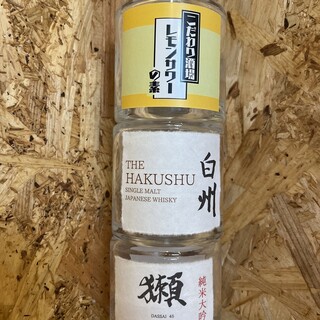 こだわり酒場
レモンサワー
の素
THE
HAKUSHU
SINGLE MALT
JAPANESE WHISKY
白州
獺
DASSAI 45
純米大吟